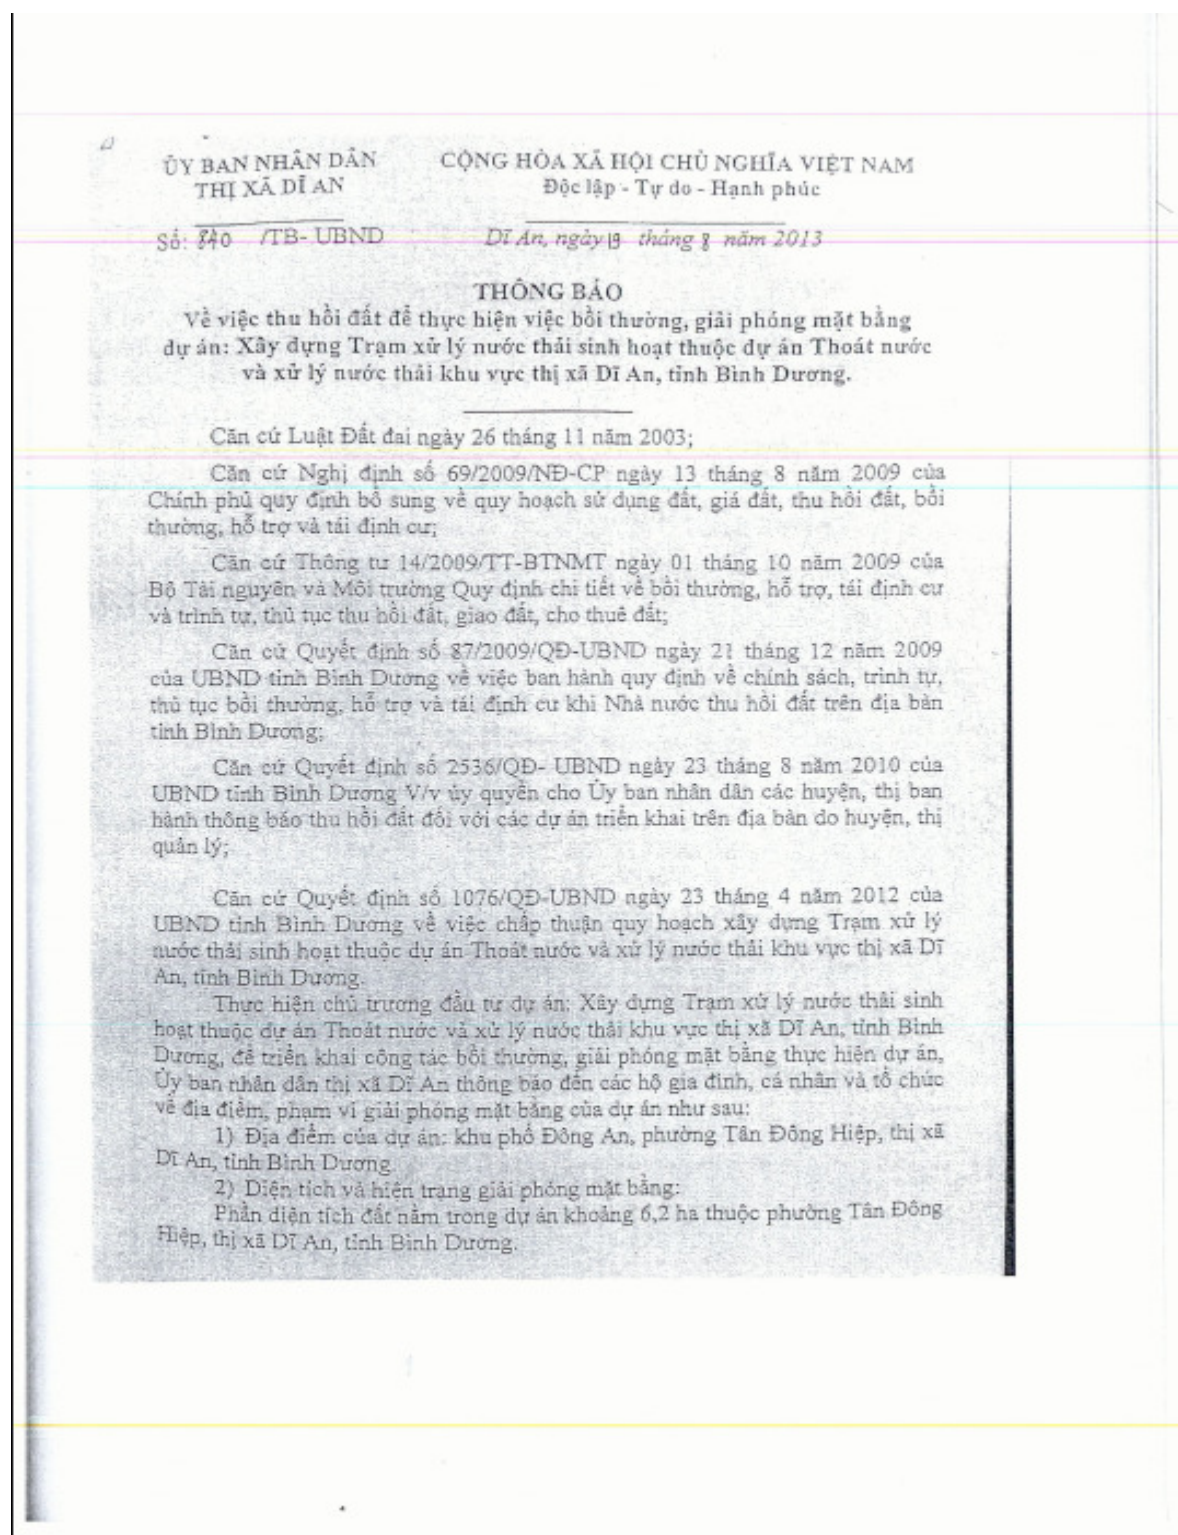 ỦY BAN NHÂN DÂN
THỊ XÃ DĨ AN
CỘNG HÒA XÃ HỘI CHỦ NGHĨA VIỆT NAM
Độc lập - Tự do - Hạnh phúc
Số: 840 /TB- UBND
Dĩ An, ngày 19 tháng 8 năm 2013
THÔNG BÁO
Về việc thu hồi đất để thực hiện việc bồi thường, giải phóng mặt bằng
dự án: Xây dựng Trạm xử lý nước thải sinh hoạt thuộc dự án Thoát nước
và xử lý nước thải khu vực thị xã Dĩ An, tỉnh Bình Dương.
Căn cứ Luật Đất đai ngày 26 tháng 11 năm 2003;
Căn cứ Nghị định số 69/2009/NĐ-CP ngày 13 tháng 8 năm 2009 của
Chính phủ quy định bổ sung về quy hoạch sử dụng đất, giá đất, thu hồi đất, bồi
thường, hỗ trợ và tái định cư;
Căn cứ Thông tư 14/2009/TT-BTNMT ngày 01 tháng 10 năm 2009 của
Bộ Tài nguyên và Môi trường Quy định chi tiết về bồi thường, hỗ trợ, tái định cư
và trình tự, thủ tục thu hồi đất, giao đất, cho thuê đất;
Căn cứ Quyết định số 87/2009/QĐ-UBND ngày 21 tháng 12 năm 2009
của UBND tỉnh Bình Dương về việc ban hành quy định về chính sách, trình tự,
thủ tục bồi thường, hỗ trợ và tái định cư khi Nhà nước thu hồi đất trên địa bàn
tỉnh Bình Dương;
Căn cứ Quyết định số 2536/QĐ- UBND ngày 23 tháng 8 năm 2010 của
UBND tỉnh Bình Dương V/v ủy quyền cho Ủy ban nhân dân các huyện, thị ban
hành thông báo thu hồi đất đối với các dự án triển khai trên địa bàn do huyện, thị
quản lý;
Căn cứ Quyết định số 1076/QĐ-UBND ngày 23 tháng 4 năm 2012 của
UBND tỉnh Bình Dương về việc chấp thuận quy hoạch xây dựng Trạm xử lý
nước thải sinh hoạt thuộc dự án Thoát nước và xử lý nước thải khu vực thị xã Dĩ
An, tỉnh Bình Dương.
Thực hiện chủ trương đầu tư dự án: Xây dựng Trạm xử lý nước thải sinh
hoạt thuộc dự án Thoát nước và xử lý nước thải khu vực thị xã Dĩ An, tỉnh Bình
Dương, để triển khai công tác bồi thường, giải phóng mặt bằng thực hiện dự án,
Ủy ban nhân dân thị xã Dĩ An thông báo đến các hộ gia đình, cá nhân và tổ chức
về địa điểm, phạm vi giải phóng mặt bằng của dự án như sau:
1) Địa điểm của dự án: khu phố Đông An, phường Tân Đông Hiệp, thị xã
Dĩ An, tỉnh Bình Dương
2) Diện tích và hiện trạng giải phóng mặt bằng:
Phần diện tích đất nằm trong dự án khoảng 6,2 ha thuộc phường Tân Đông
Hiệp, thị xã Dĩ An, tỉnh Bình Dương.